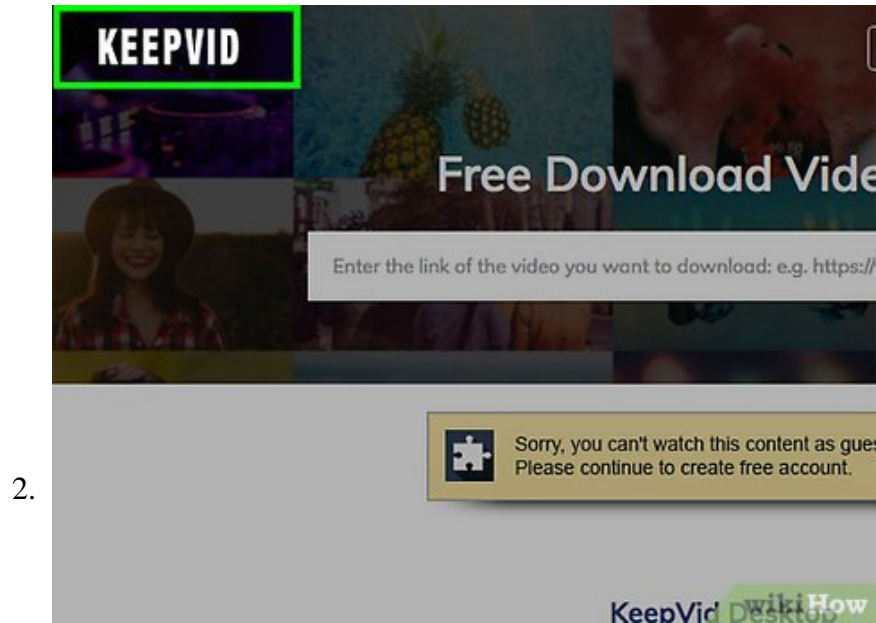 KEEPVID
Free Download Vide
Enter the link of the video you want to download: e.g. https://
Sorry, you can't watch this content as gues
Please continue to create free account.
2.
KeepVid Desktop
wikiHow